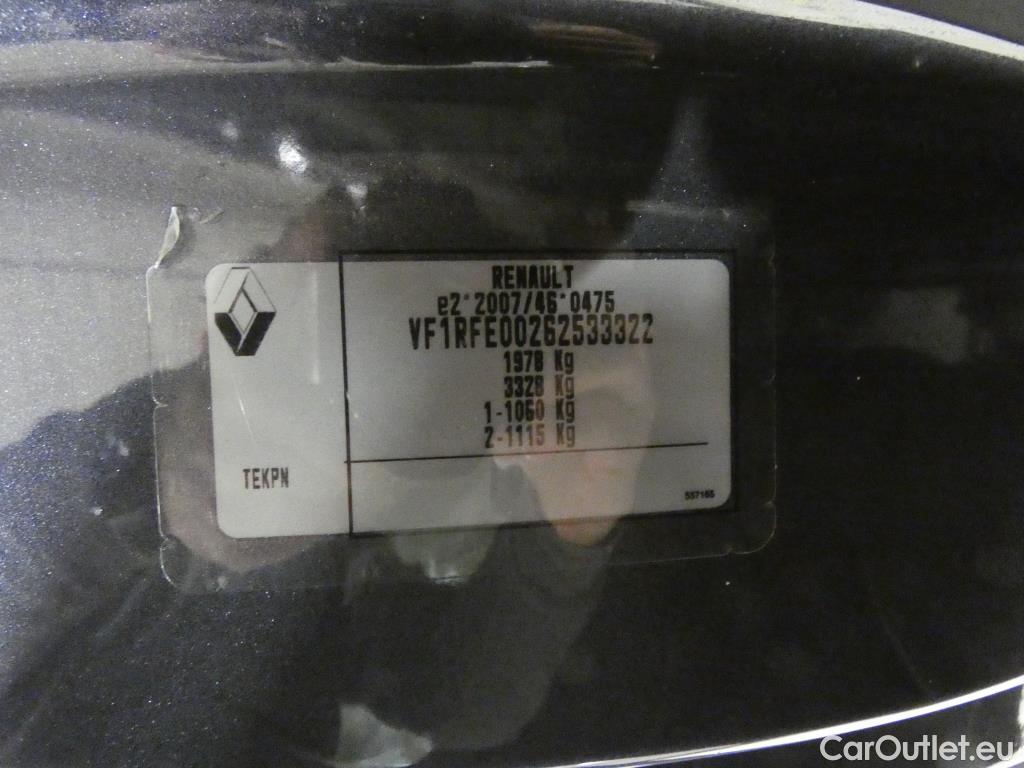 RENAULT
e2*2007/46*0475
VF1RFE00262533322
1978 Kg
3328 Kg
1-1060 Kg
2-1115 Kg
TEKPN
557165
CarOutlet.eu